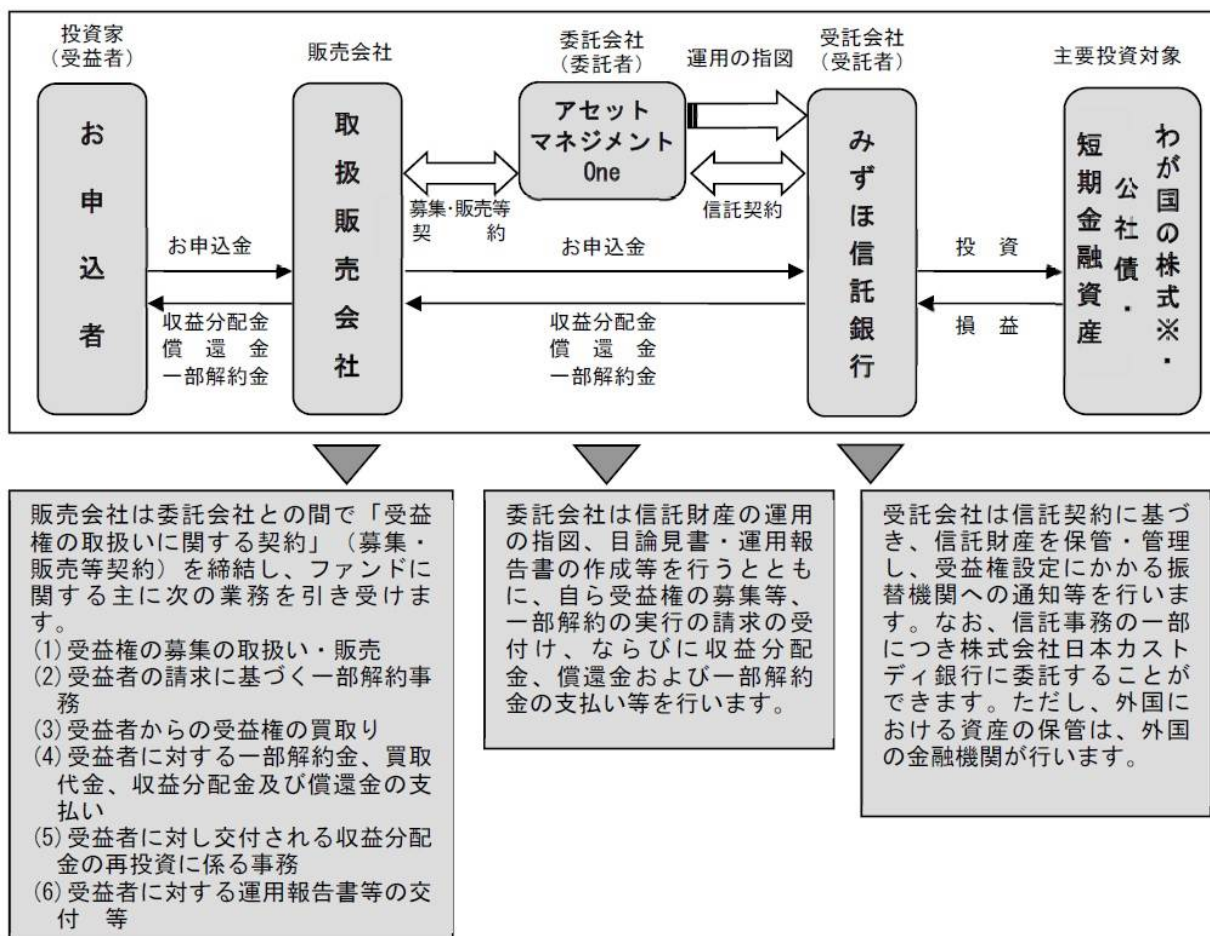 投資家
（受益者）
販売会社
委託会社
（委託者）
運用の指図
受託会社
（受託者）
主要投資対象
お申込者
取扱販売会社
アセット
マネジメント
One
みずほ信託銀行
わが国の株式※・
公社債・
短期金融資産
募集・販売等
契　約
信託契約
お申込金
お申込金
投　資
収益分配金
償　還　金
一部解約金
収益分配金
償　還　金
一部解約金
損　益
販売会社は委託会社との間で「受益
権の取扱いに関する契約」（募集・
販売等契約）を締結し、ファンドに
関する主に次の業務を引き受けま
す。
(1)受益権の募集の取扱い・販売
(2)受益者の請求に基づく一部解約事
務
(3)受益者からの受益権の買取り
(4)受益者に対する一部解約金、買取
代金、収益分配金及び償還金の支
払い
(5)受益者に対し交付される収益分配
金の再投資に係る事務
(6)受益者に対する運用報告書等の交
付　等
委託会社は信託財産の運用
の指図、目論見書・運用報
告書の作成等を行うととも
に、自ら受益権の募集等、
一部解約の実行の請求の受
付け、ならびに収益分配
金、償還金および一部解約
金の支払い等を行います。
受託会社は信託契約に基づ
き、信託財産を保管・管理
し、受益権設定にかかる振
替機関への通知等を行いま
す。なお、信託事務の一部
につき株式会社日本カスト
ディ銀行に委託することが
できます。ただし、外国に
おける資産の保管は、外国
の金融機関が行います。